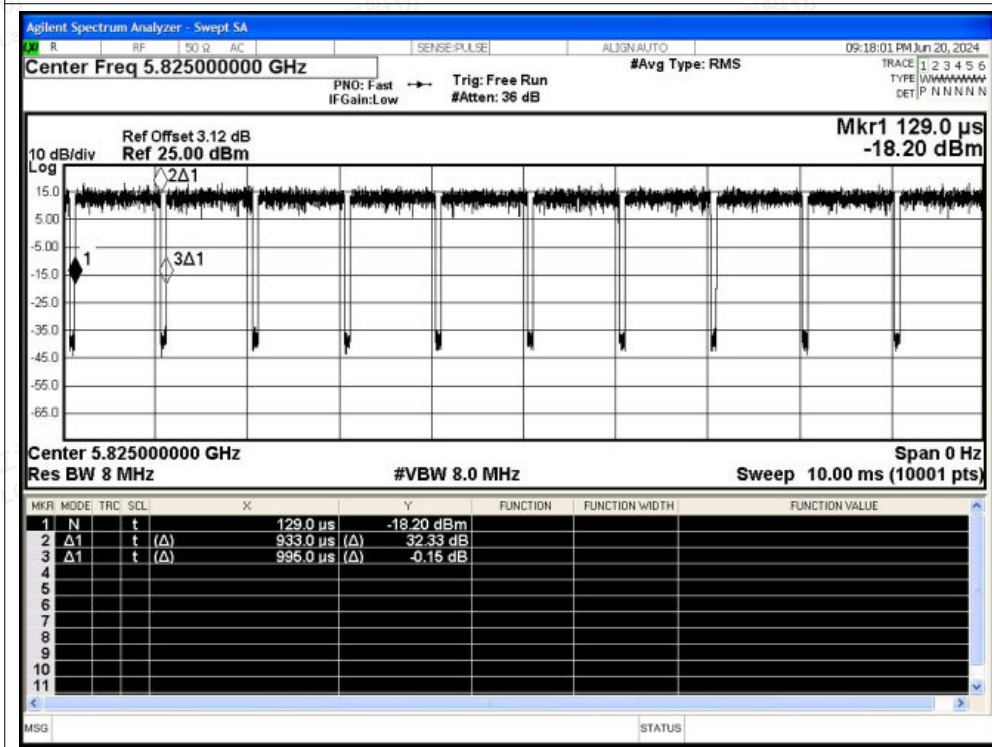 Agilent Spectrum Analyzer - Swept SA
LXI R RF 50 Ω AC SENSE:PULSE ALIGN AUTO 09:18:01 PM Jun 20, 2024
Center Freq 5.825000000 GHz #Avg Type: RMS TRACE 1 2 3 4 5 6
PNO: Fast Trig: Free Run TYPE WWWWWW
IFGain:Low #Atten: 36 dB DET P N N N N N
Mkr1 129.0 µs
Ref Offset 3.12 dB
10 dB/div Ref 25.00 dBm -18.20 dBm
Log
2Δ1
15.0
5.00
-5.00
1
3Δ1
-15.0
-25.0
-35.0
-45.0
-55.0
-65.0
Center 5.825000000 GHz Span 0 Hz
Res BW 8 MHz #VBW 8.0 MHz Sweep 10.00 ms (10001 pts)
MKR MODE TRC SCL X Y FUNCTION FUNCTION WIDTH FUNCTION VALUE
1 N t 129.0 µs -18.20 dBm
2 Δ1 t (Δ) 933.0 µs (Δ) 32.33 dB
3 Δ1 t (Δ) 995.0 µs (Δ) -0.15 dB
4
5
6
7
8
9
10
11
MSG STATUS